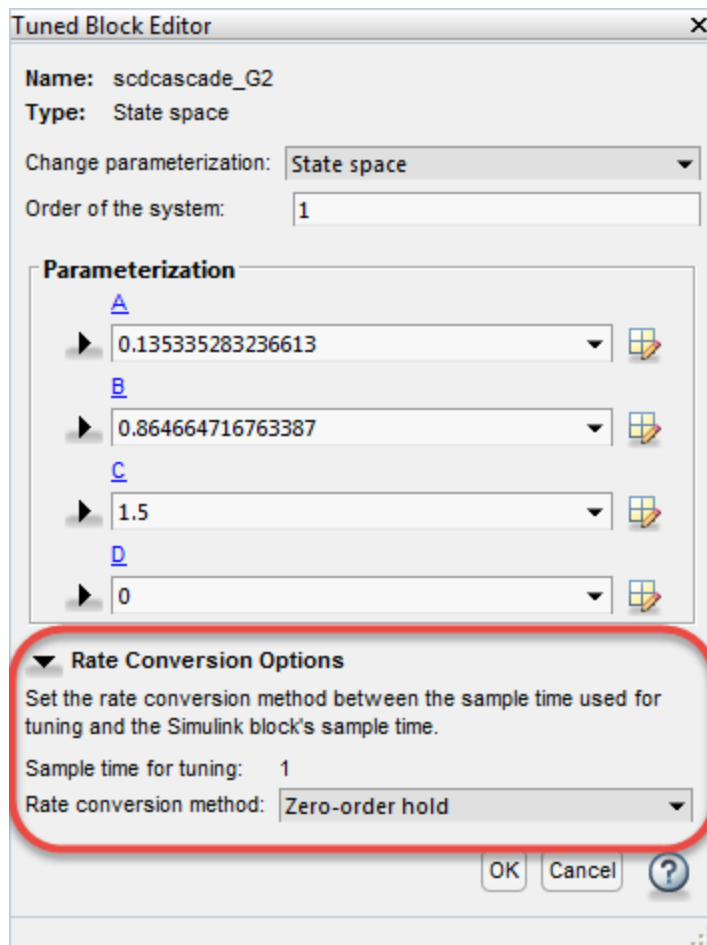 Tuned Block Editor
Name: scdcascade_G2
Type: State space
Change parameterization: State space
Order of the system: 1
Parameterization
A
0.135335283236613
B
0.864664716763387
C
1.5
D
0
Rate Conversion Options
Set the rate conversion method between the sample time used for
tuning and the Simulink block's sample time.
Sample time for tuning: 1
Rate conversion method: Zero-order hold
OK Cancel ?